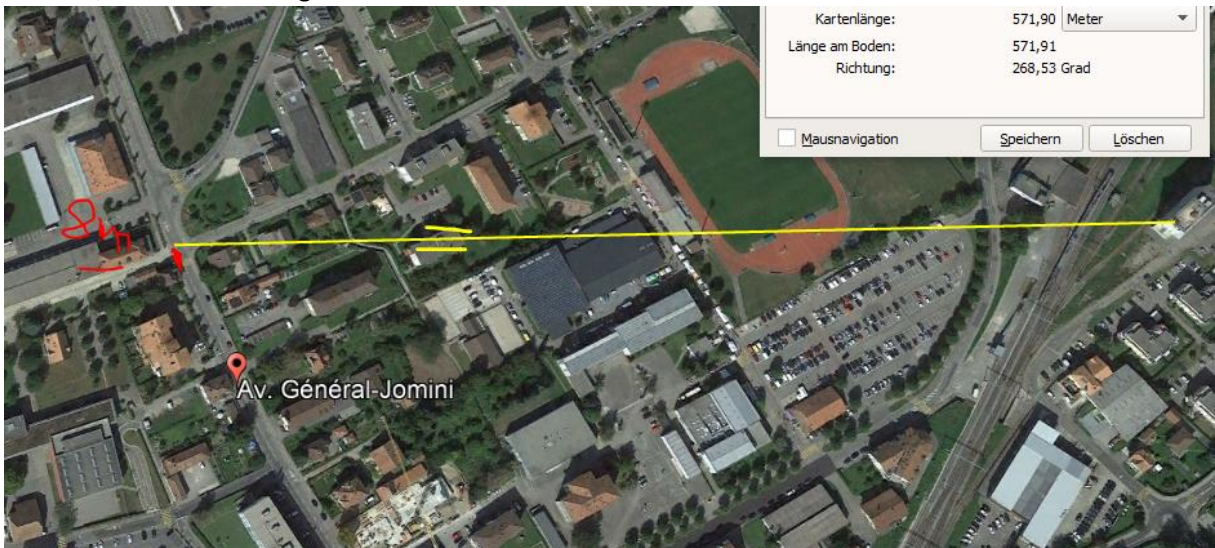 Kartenlänge: 571,90 Meter
Länge am Boden: 571,91
Richtung: 268,53 Grad
Mausnavigation Speichern Löschen
Av. Général-Jomini